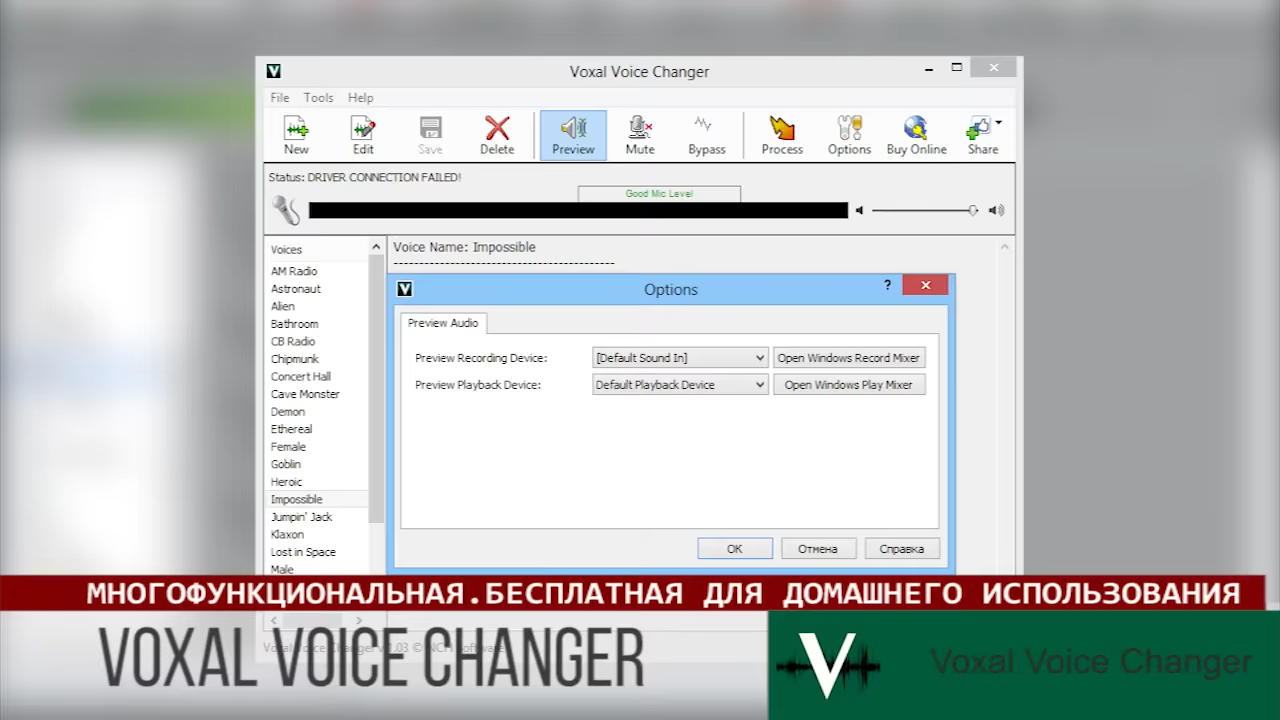 Voxal Voice Changer
File Tools Help
New Edit Save Delete Preview Mute Bypass Process Options Buy Online Share
Status: DRIVER CONNECTION FAILED!
Good Mic Level
Voices
AM Radio
Astronaut
Alien
Bathroom
CB Radio
Chipmunk
Concert Hall
Cave Monster
Demon
Ethereal
Female
Goblin
Heroic
Impossible
Jumpin' Jack
Klaxon
Lost in Space
Male
Voice Name: Impossible
------------------------------------------
Options
?
Preview Audio
Preview Recording Device: [Default Sound In] Open Windows Record Mixer
Preview Playback Device: Default Playback Device Open Windows Play Mixer
OK Отмена Справка
МНОГОФУНКЦИОНАЛЬНАЯ.БЕСПЛАТНАЯ ДЛЯ ДОМАШНЕГО ИСПОЛЬЗОВАНИЯ
VOXAL VOICE CHANGER
V Voxal Voice Changer